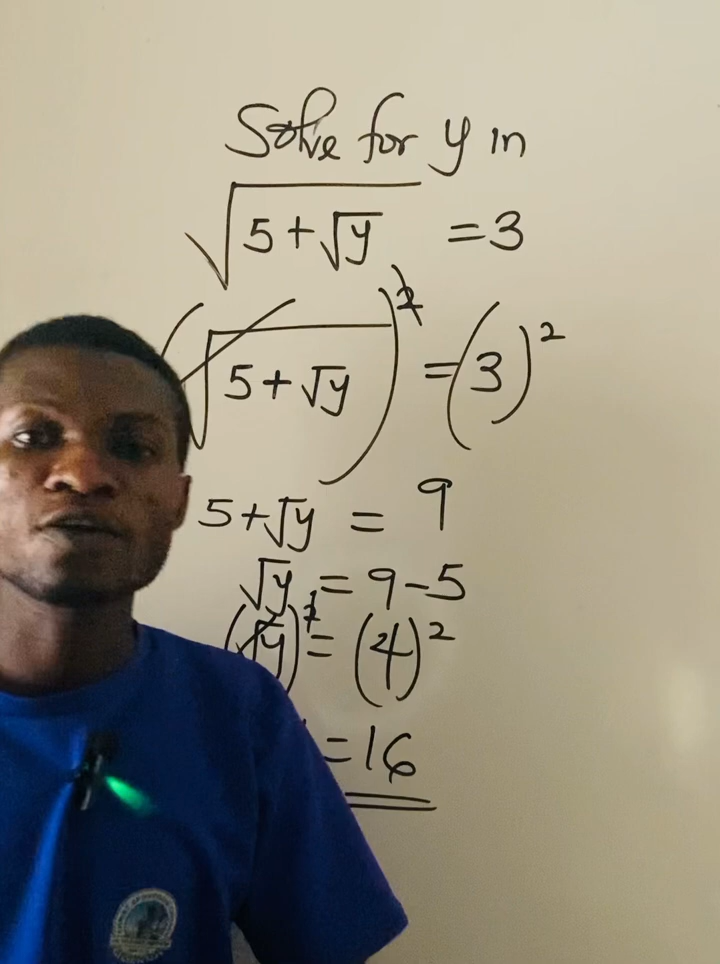 Solve for y in
√(5+√y) = 3
(√(5+√y))² = (3)²
5+√y = 9
√y = 9-5
(√y)² = (4)²
=16